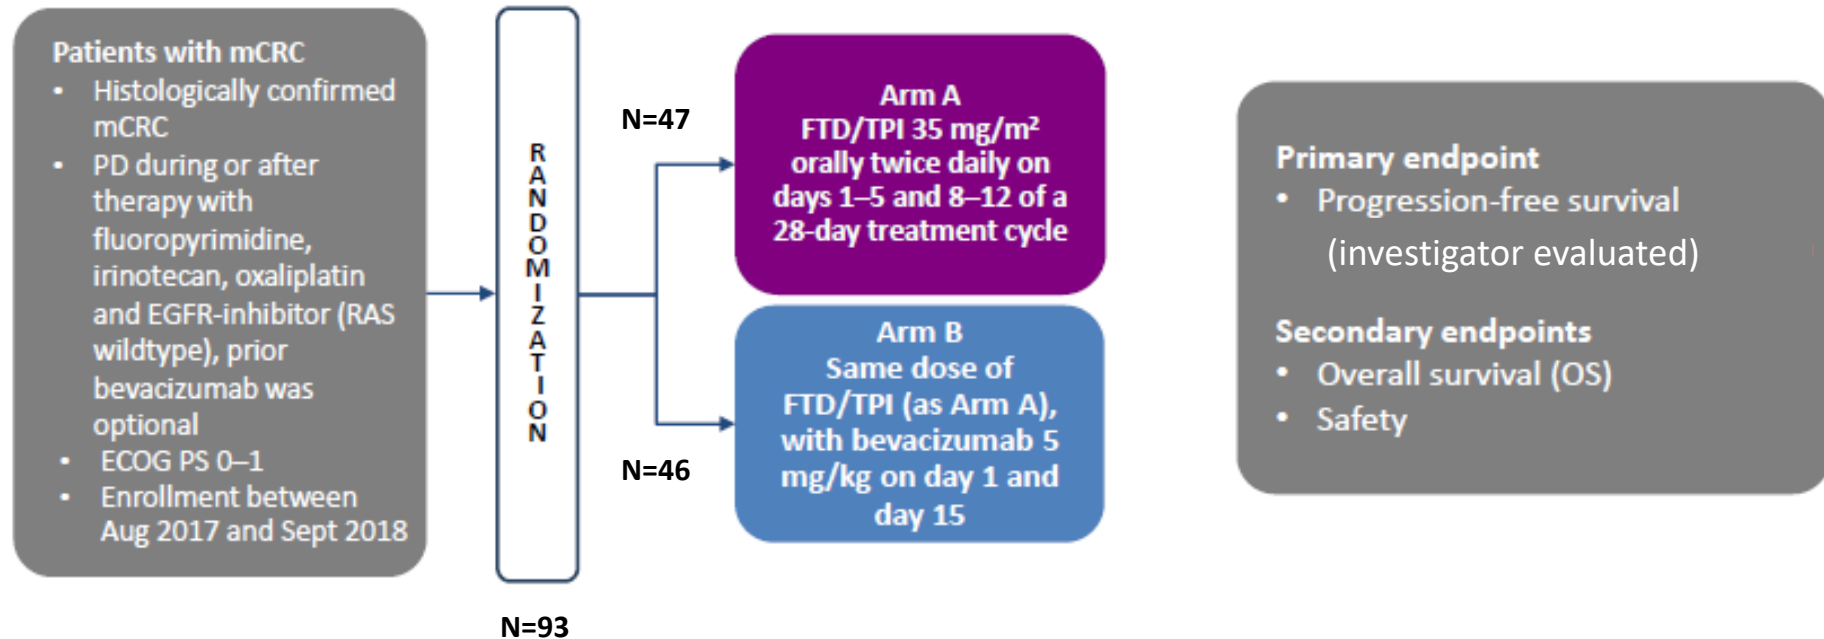 Patients with mCRC
• Histologically confirmed
mCRC
• PD during or after
therapy with
fluoropyrimidine,
irinotecan, oxaliplatin
and EGFR-inhibitor (RAS
wildtype), prior
bevacizumab was
optional
• ECOG PS 0–1
• Enrollment between
Aug 2017 and Sept 2018
RANDOMIZATION
N=93
N=47
Arm A
FTD/TPI 35 mg/m²
orally twice daily on
days 1–5 and 8–12 of a
28-day treatment cycle
N=46
Arm B
Same dose of
FTD/TPI (as Arm A),
with bevacizumab 5
mg/kg on day 1 and
day 15
Primary endpoint
• Progression-free survival
(investigator evaluated)
Secondary endpoints
• Overall survival (OS)
• Safety